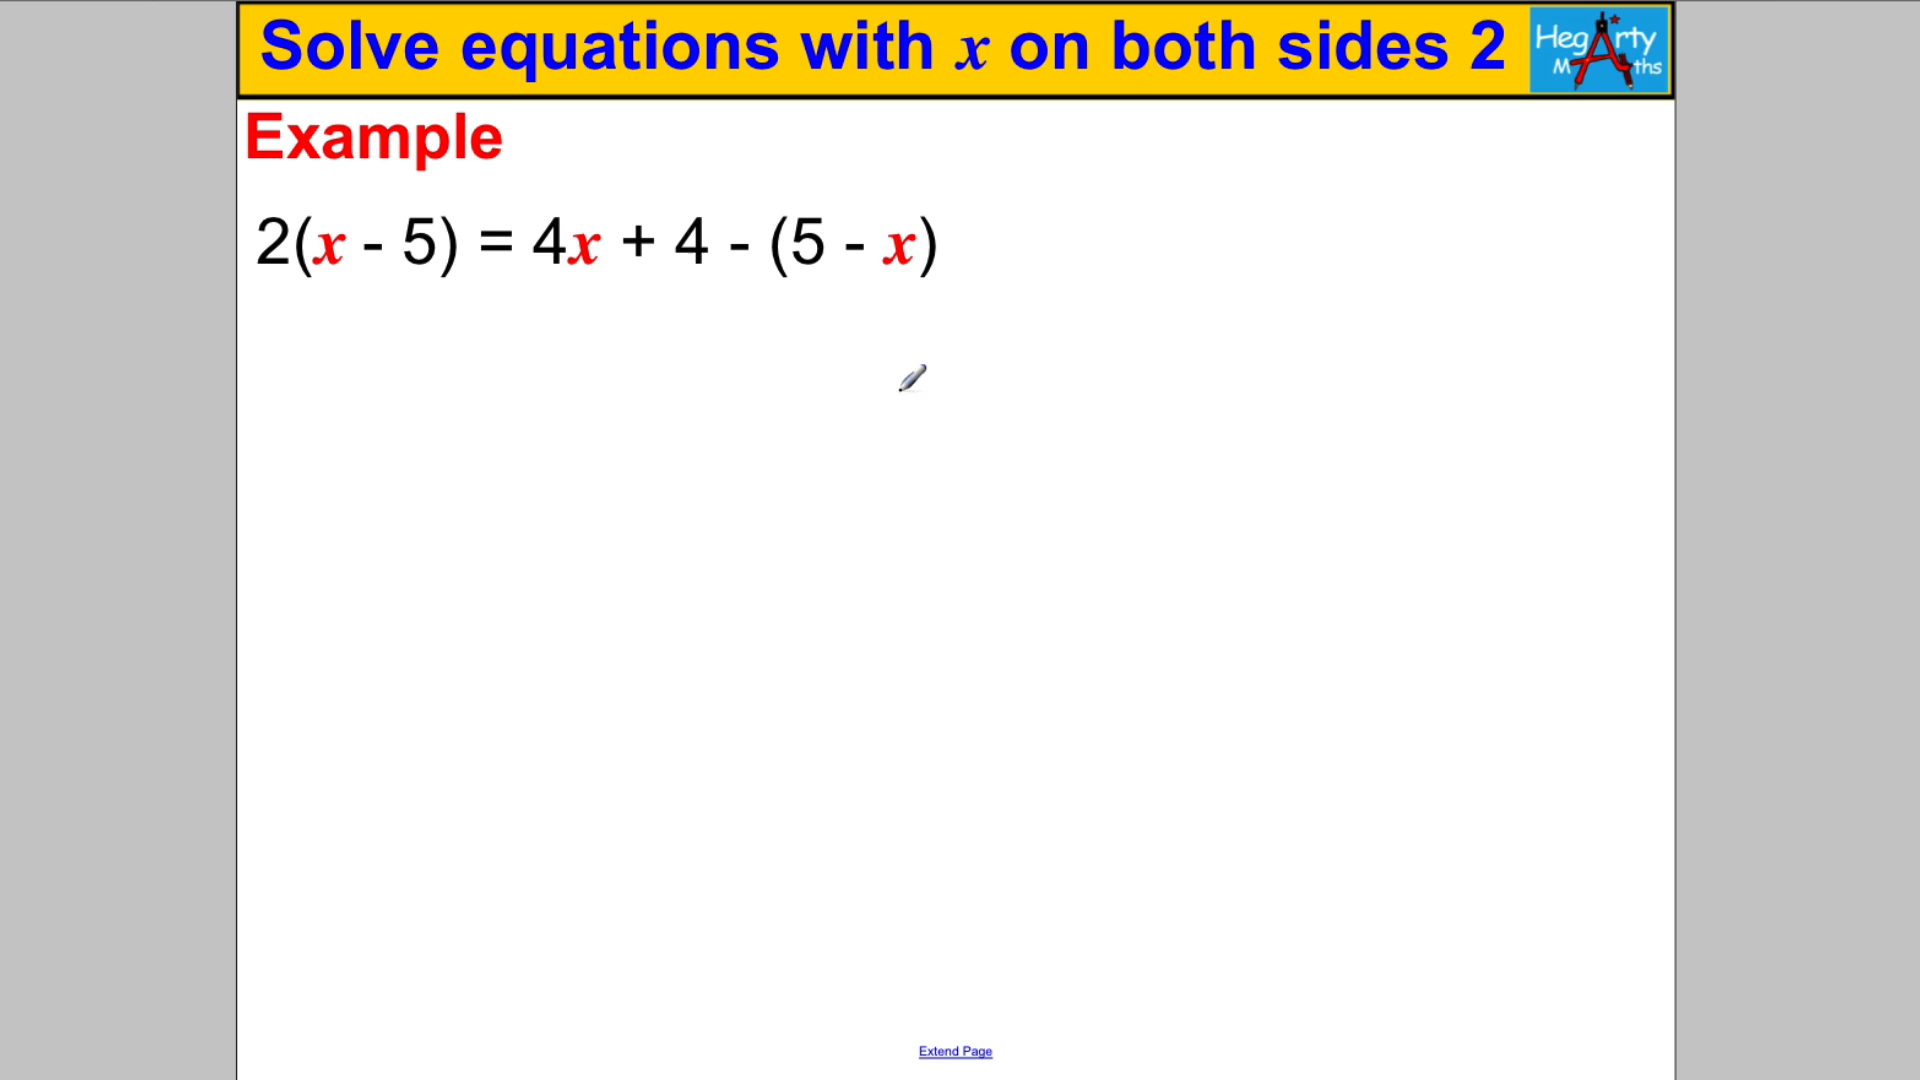 Solve equations with x on both sides 2
Hegarty
Maths
Example
2(x - 5) = 4x + 4 - (5 - x)
Extend Page